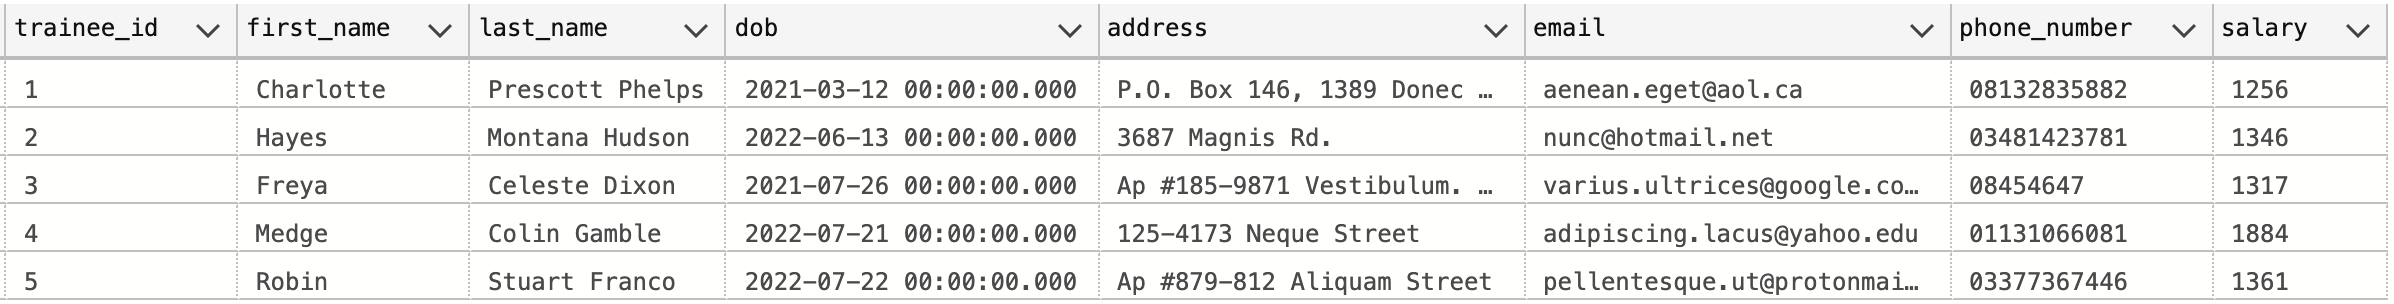 trainee_id first_name last_name dob address email phone_number salary
1 Charlotte Prescott Phelps 2021-03-12 00:00:00.000 P.O. Box 146, 1389 Donec … aenean.eget@aol.ca 08132835882 1256
2 Hayes Montana Hudson 2022-06-13 00:00:00.000 3687 Magnis Rd. nunc@hotmail.net 03481423781 1346
3 Freya Celeste Dixon 2021-07-26 00:00:00.000 Ap #185-9871 Vestibulum. … varius.ultrices@google.co… 08454647 1317
4 Medge Colin Gamble 2022-07-21 00:00:00.000 125-4173 Neque Street adipiscing.lacus@yahoo.edu 01131066081 1884
5 Robin Stuart Franco 2022-07-22 00:00:00.000 Ap #879-812 Aliquam Street pellentesque.ut@protonmai… 03377367446 1361